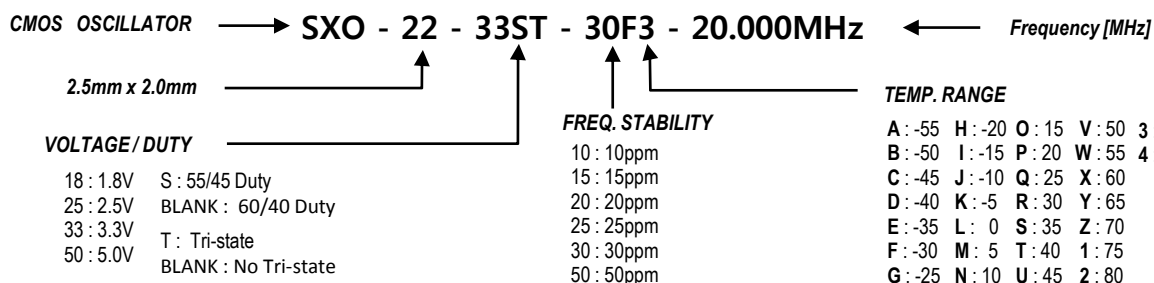 CMOS OSCILLATOR SXO - 22 - 33ST - 30F3 - 20.000MHz Frequency [MHz]
2.5mm x 2.0mm
VOLTAGE / DUTY
18 : 1.8V S : 55/45 Duty
25 : 2.5V BLANK : 60/40 Duty
33 : 3.3V
50 : 5.0V
T : Tri-state
BLANK : No Tri-state
FREQ. STABILITY
10 : 10ppm
15 : 15ppm
20 : 20ppm
25 : 25ppm
30 : 30ppm
50 : 50ppm
TEMP. RANGE
A : -55 H : -20 O : 15 V : 50 3
B : -50 I : -15 P : 20 W : 55 4
C : -45 J : -10 Q : 25 X : 60
D : -40 K : -5 R : 30 Y : 65
E : -35 L : 0 S : 35 Z : 70
F : -30 M : 5 T : 40 1 : 75
G : -25 N : 10 U : 45 2 : 80